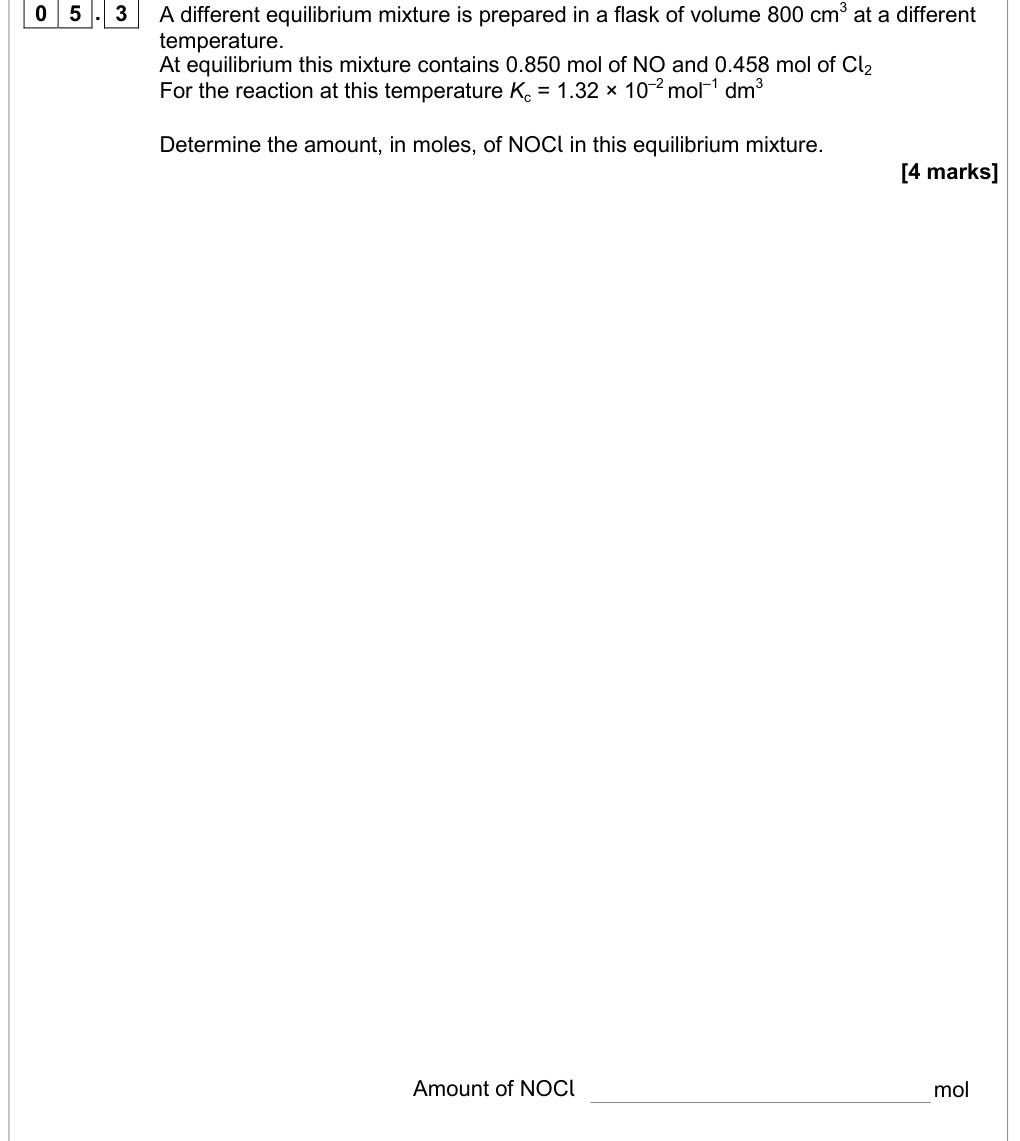 0 5 . 3 A different equilibrium mixture is prepared in a flask of volume 800 cm³ at a different
temperature.
At equilibrium this mixture contains 0.850 mol of NO and 0.458 mol of Cl₂
For the reaction at this temperature Kc = 1.32 × 10⁻² mol⁻¹ dm³
Determine the amount, in moles, of NOCl in this equilibrium mixture.
[4 marks]
Amount of NOCl ____________________ mol